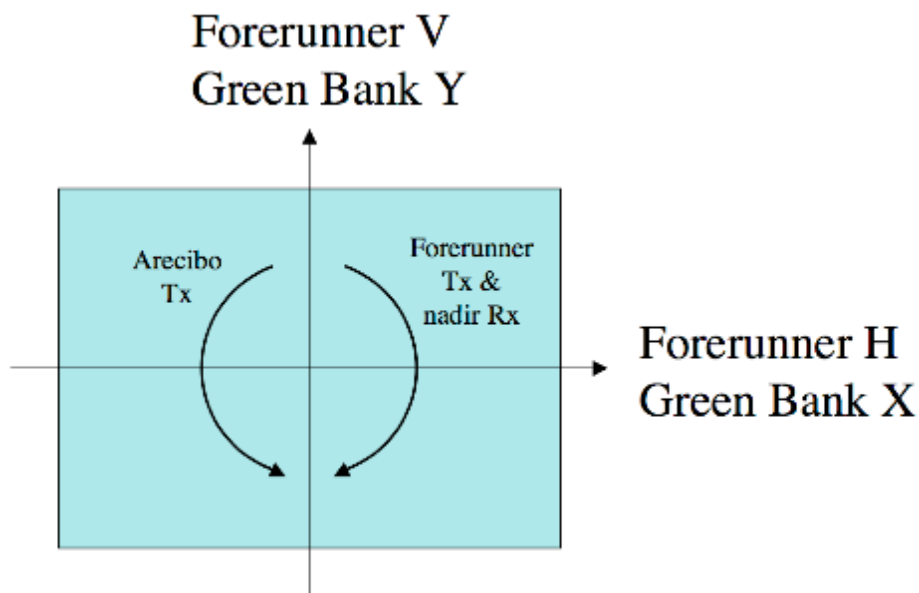 Forerunner V
Green Bank Y
Arecibo
Tx
Forerunner
Tx &
nadir Rx
Forerunner H
Green Bank X